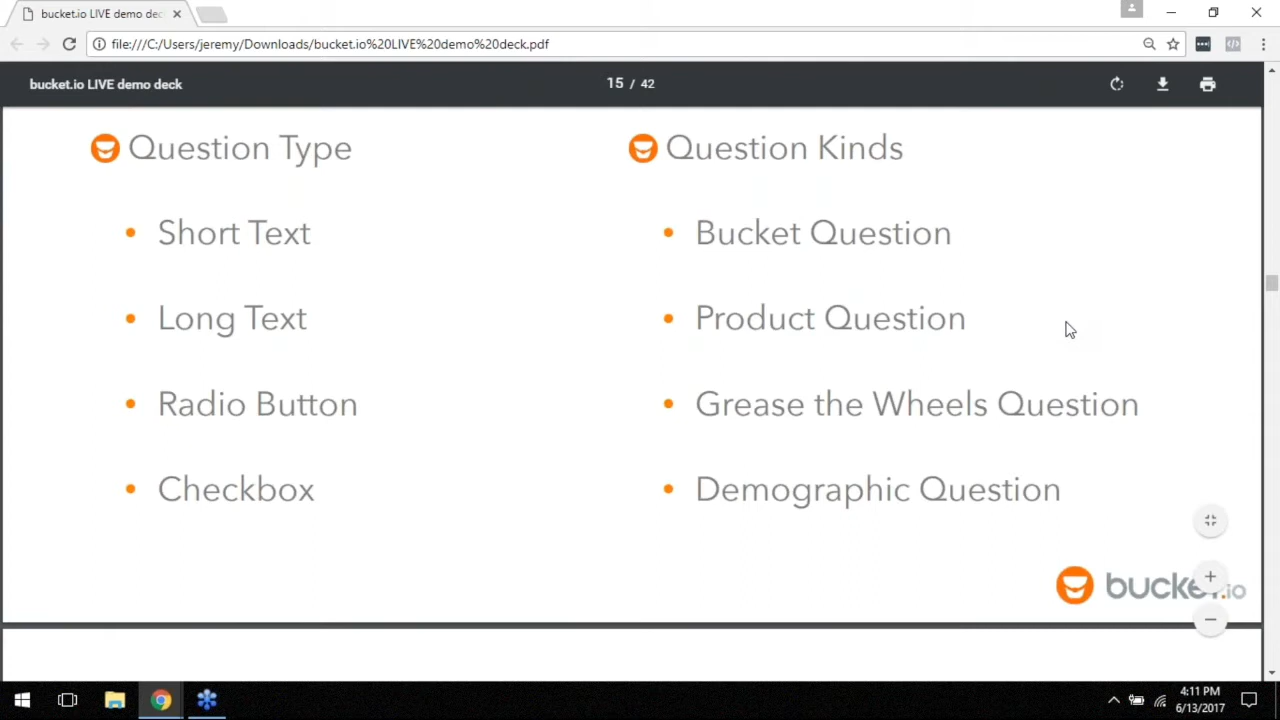 bucket.io LIVE demo dec
file:///C:/Users/jeremy/Downloads/bucket.io%20LIVE%20demo%20deck.pdf
bucket.io LIVE demo deck
15 / 42
Question Type
Short Text
Long Text
Radio Button
Checkbox
Question Kinds
Bucket Question
Product Question
Grease the Wheels Question
Demographic Question
bucket.io
4:11 PM
6/13/2017